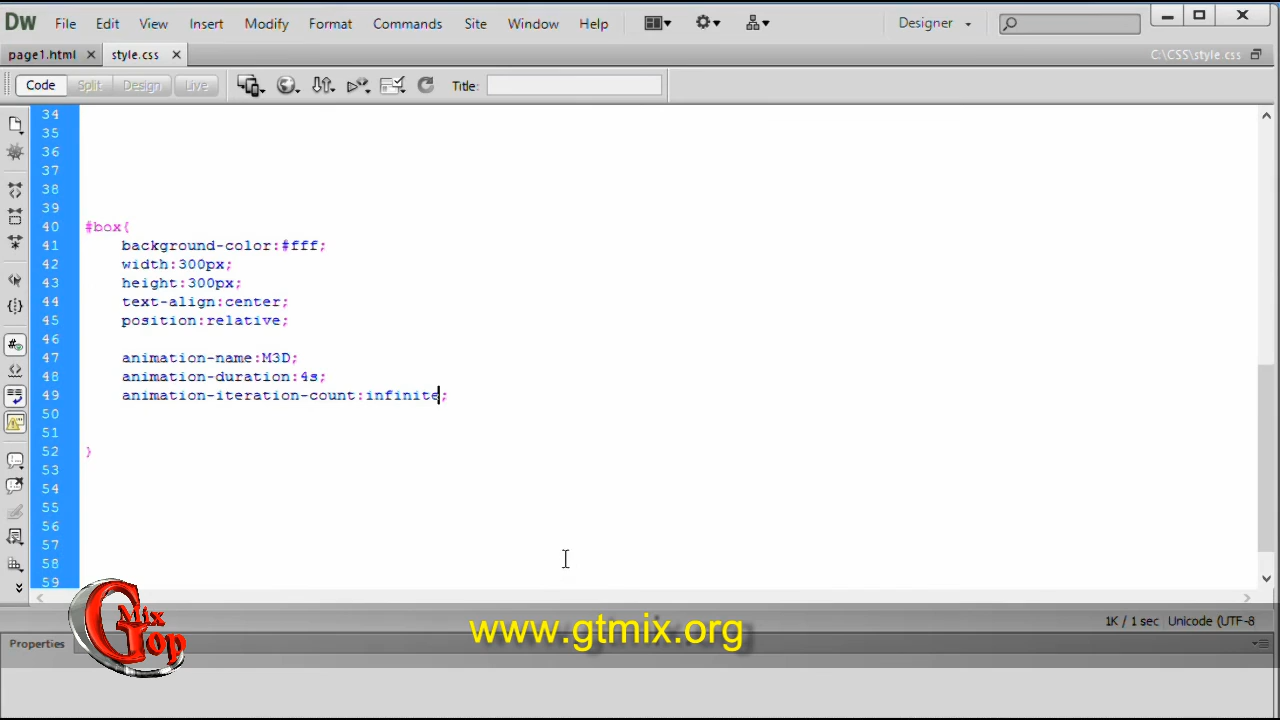 Dw File Edit View Insert Modify Format Commands Site Window Help Designer
page1.html style.css C:\CSS\style.css
Code Split Design Live Title:
34
35
36
37
38
39
40 #box{
41 background-color:#fff;
42 width:300px;
43 height:300px;
44 text-align:center;
45 position:relative;
46
47 animation-name:M3D;
48 animation-duration:4s;
49 animation-iteration-count:infinite;
50
51
52 }
53
54
55
56
57
58
59
G Mix Top
www.gtmix.org
1K / 1 sec Unicode (UTF-8
Properties